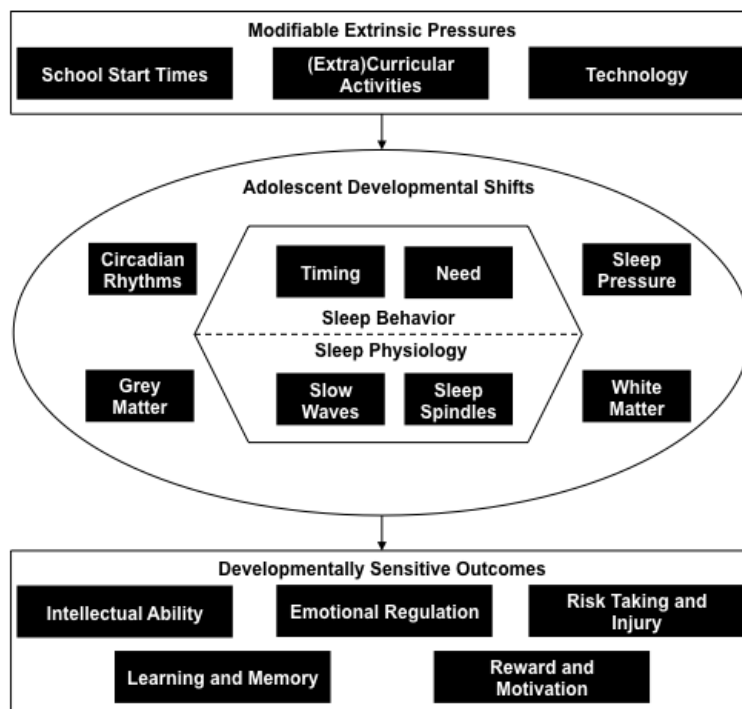 Modifiable Extrinsic Pressures
School Start Times
(Extra)Curricular
Activities
Technology
Adolescent Developmental Shifts
Circadian
Rhythms
Timing
Need
Sleep
Pressure
Sleep Behavior
Sleep Physiology
Grey
Matter
Slow
Waves
Sleep
Spindles
White
Matter
Developmentally Sensitive Outcomes
Intellectual Ability
Emotional Regulation
Risk Taking and
Injury
Learning and Memory
Reward and
Motivation